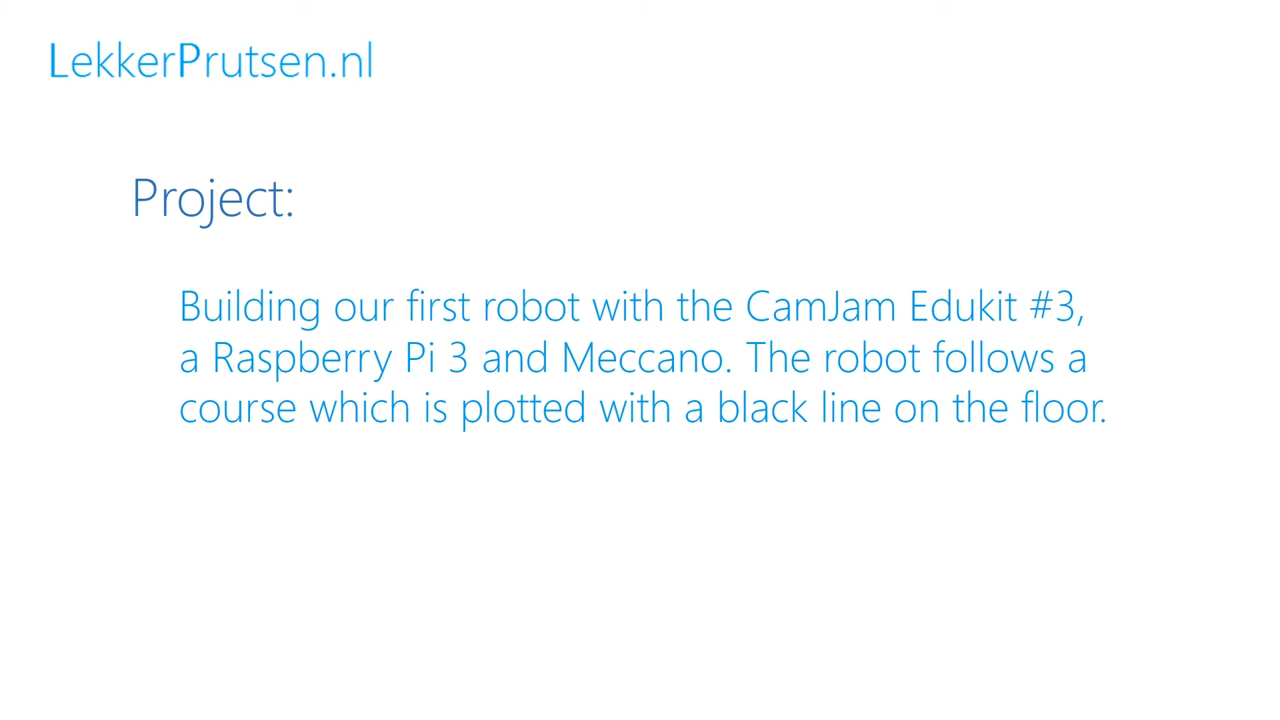 LekkerPrutsen.nl
Project:
Building our first robot with the CamJam Edukit #3,
a Raspberry Pi 3 and Meccano. The robot follows a
course which is plotted with a black line on the floor.